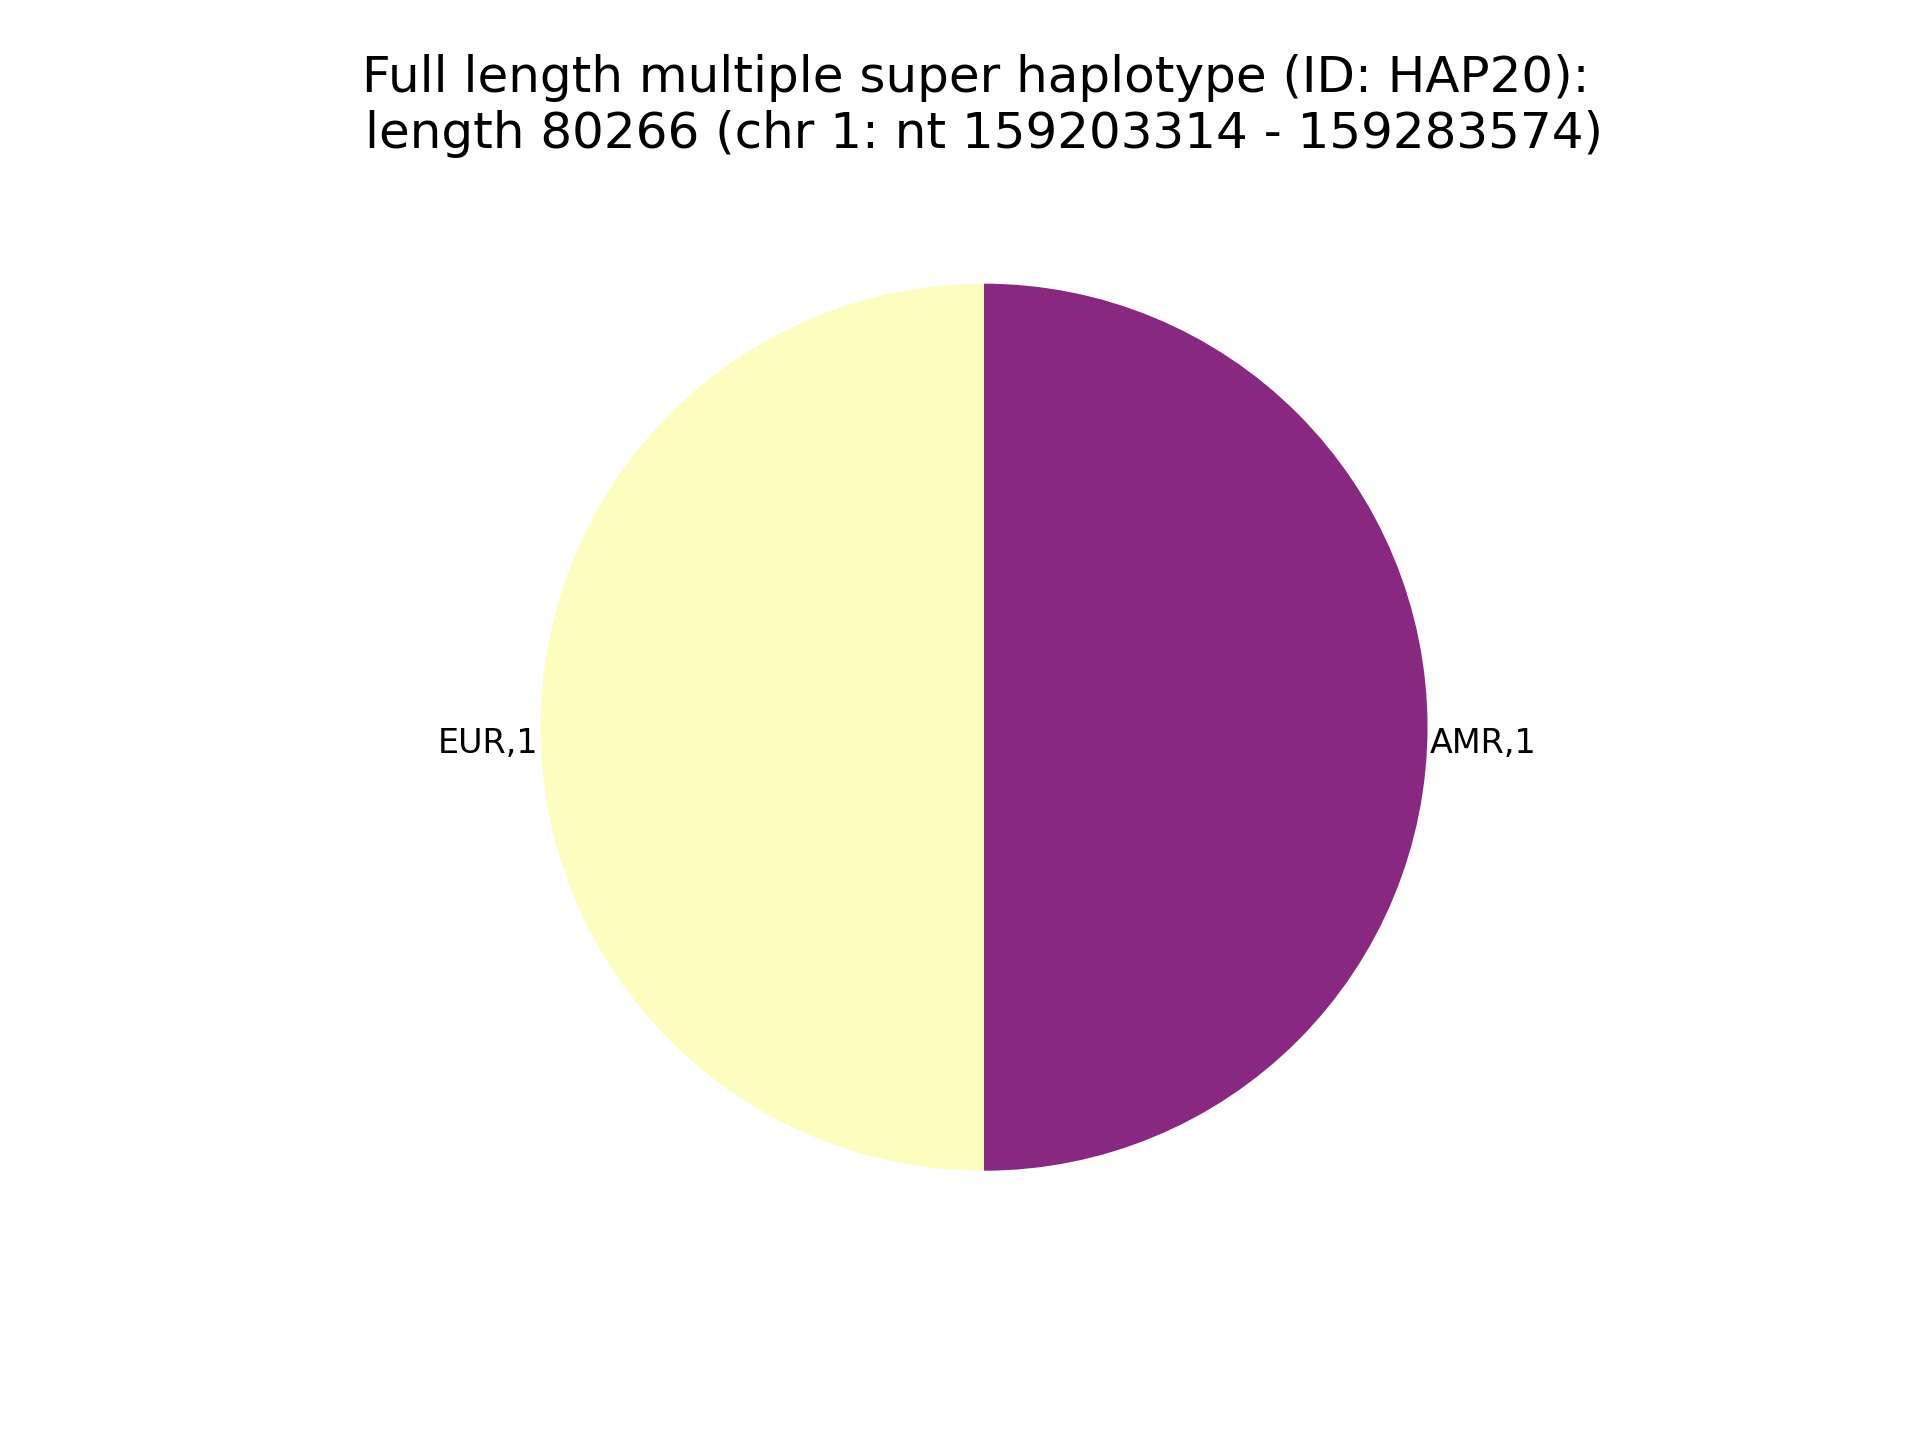 Full length multiple super haplotype (ID: HAP20):
length 80266 (chr 1: nt 159203314 - 159283574)
EUR,1
AMR,1